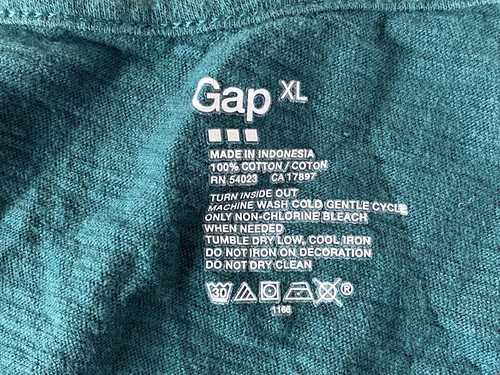 Gap XL
MADE IN INDONESIA
100% COTTON / COTON
RN 54023 CA 17897
TURN INSIDE OUT
MACHINE WASH COLD GENTLE CYCLE
ONLY NON-CHLORINE BLEACH
WHEN NEEDED
TUMBLE DRY LOW, COOL IRON
DO NOT IRON ON DECORATION
DO NOT DRY CLEAN
30 ®
1166